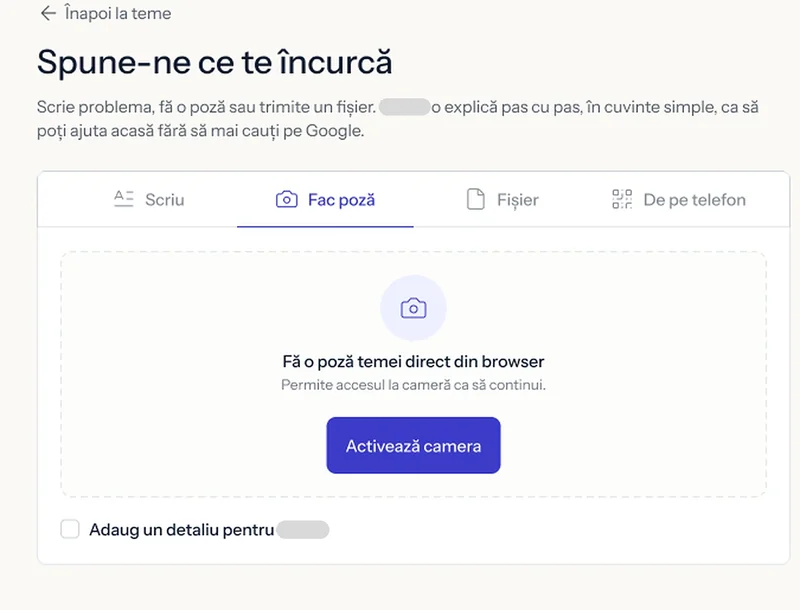 Înapoi la teme
Spune-ne ce te încurcă
Scrie problema, fă o poză sau trimite un fișier. o explică pas cu pas, în cuvinte simple, ca să
poți ajuta acasă fără să mai cauți pe Google.
Scriu
Fac poză
Fișier
De pe telefon
Fă o poză temei direct din browser
Permite accesul la cameră ca să continui.
Activează camera
Adaug un detaliu pentru